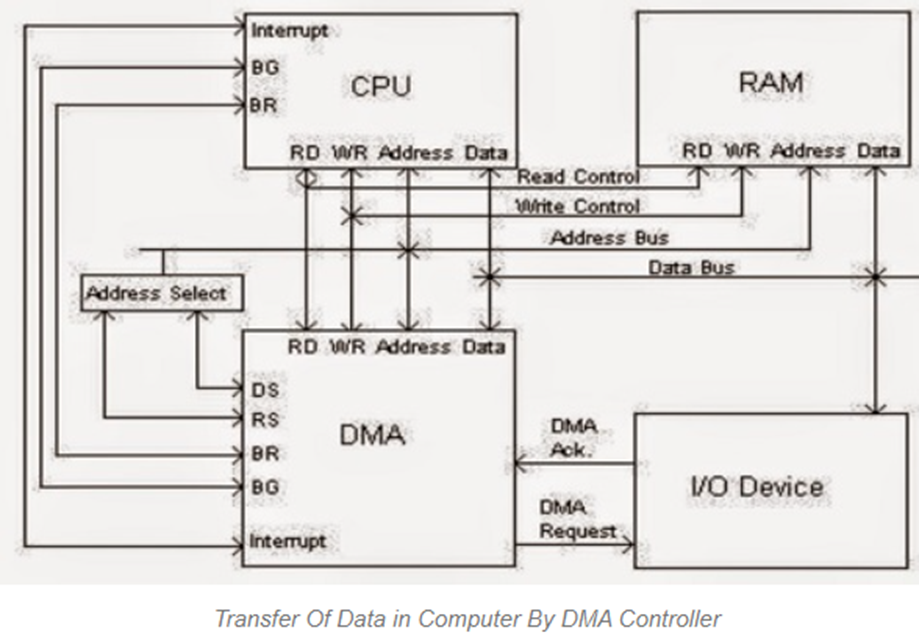 Interrupt
BG
BR
CPU
RD WR Address Data
RAM
RD WR Address Data
Read Control
Write Control
Address Bus
Data Bus
Address Select
RD WR Address Data
DS
RS
BR
BG
Interrupt
DMA
DMA
Ack.
DMA
Request
I/O Device
Transfer Of Data in Computer By DMA Controller